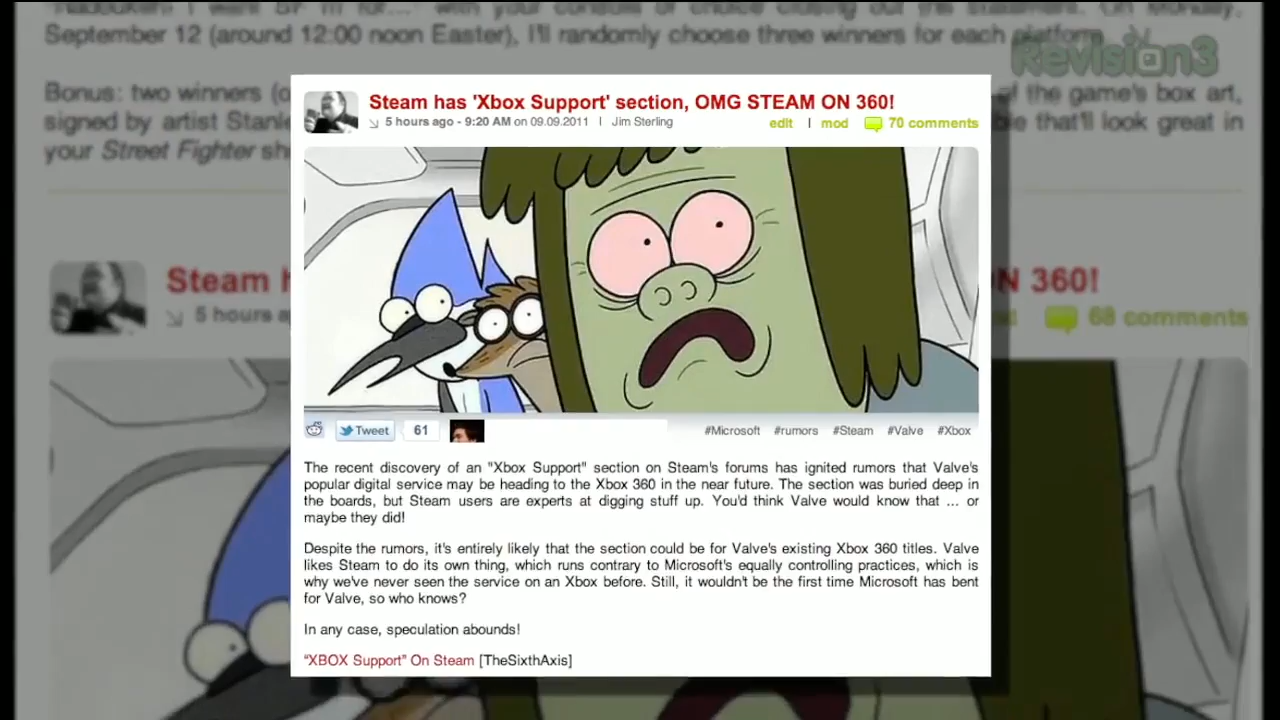 September 12 (around 12:00 noon Easter), I'll randomly choose three winners for each platform
Revision3
Bonus: two winners (o
of the game's box art,
signed by artist Stanle
that'll look great in
your Street Fighter sh
Steam has 'Xbox Support' section, OMG STEAM ON 360!
5 hours ago - 9:20 AM on 09.09.2011 | Jim Sterling
edit | mod 70 comments
Steam h
N 360!
5 hours a
68 comments
Tweet 61
#Microsoft #rumors #Steam #Valve #Xbox
The recent discovery of an "Xbox Support" section on Steam's forums has ignited rumors that Valve's
popular digital service may be heading to the Xbox 360 in the near future. The section was buried deep in
the boards, but Steam users are experts at digging stuff up. You'd think Valve would know that ... or
maybe they did!
Despite the rumors, it's entirely likely that the section could be for Valve's existing Xbox 360 titles. Valve
likes Steam to do its own thing, which runs contrary to Microsoft's equally controlling practices, which is
why we've never seen the service on an Xbox before. Still, it wouldn't be the first time Microsoft has bent
for Valve, so who knows?
In any case, speculation abounds!
"XBOX Support" On Steam [TheSixthAxis]